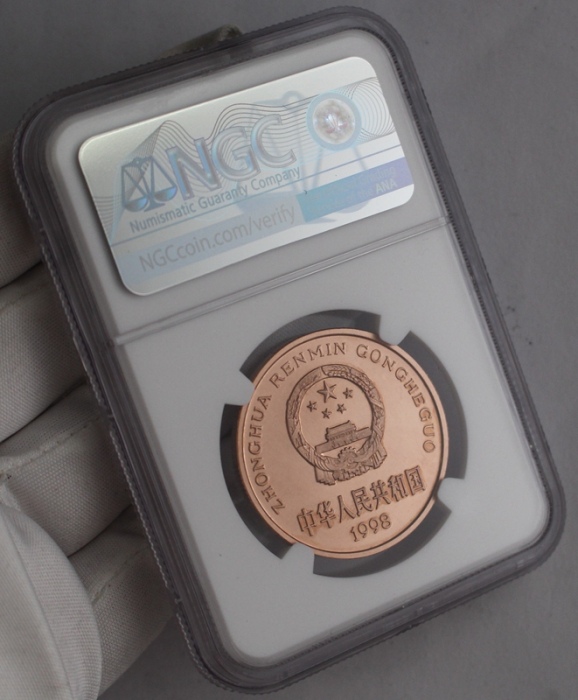 NGC
Numismatic Guaranty Company
ANA
NGCcoin.com/verify
ZHONGHUA RENMIN GONGHEGUO
中华人民共和国
1998